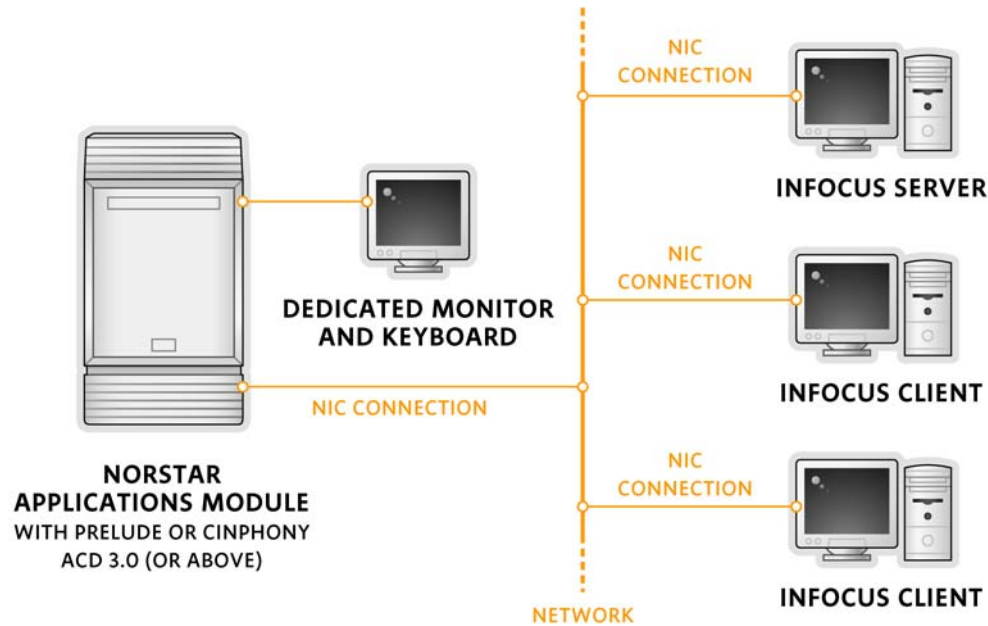 NIC
CONNECTION
INFOCUS SERVER
DEDICATED MONITOR
AND KEYBOARD
NIC
CONNECTION
INFOCUS CLIENT
NIC CONNECTION
NORSTAR
APPLICATIONS MODULE
WITH PRELUDE OR CINPHONY
ACD 3.0 (OR ABOVE)
NIC
CONNECTION
INFOCUS CLIENT
NETWORK